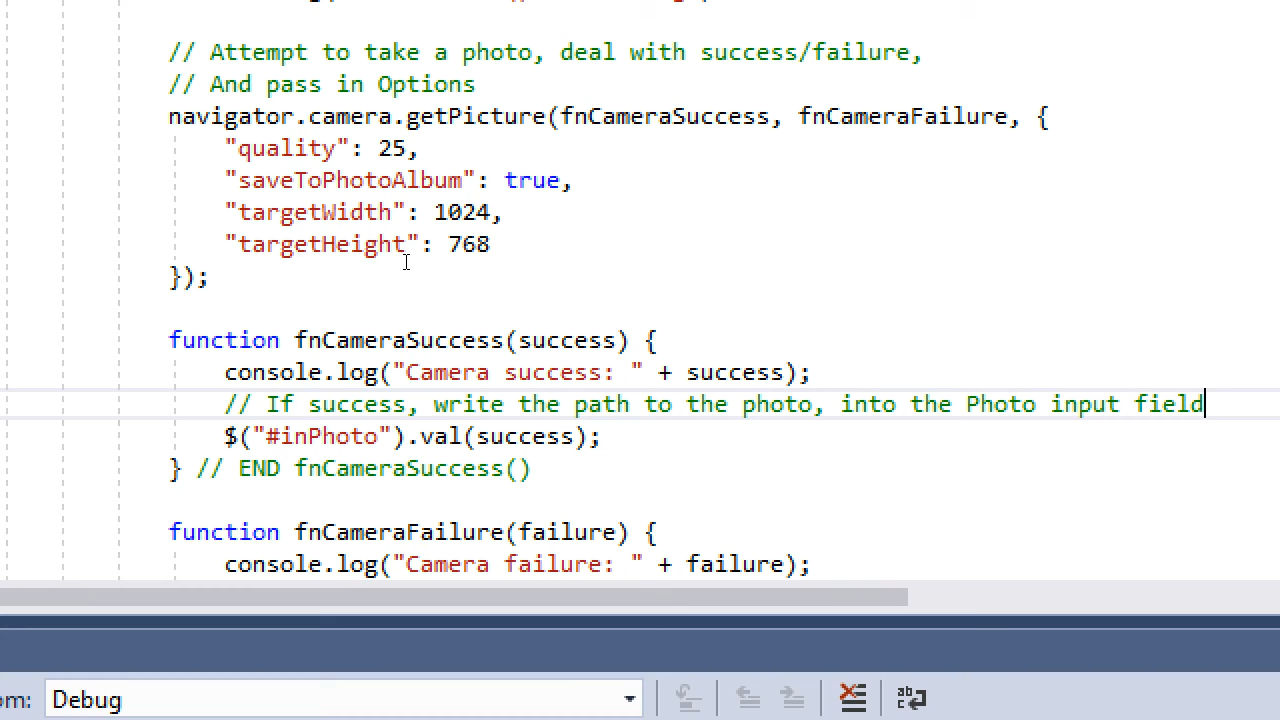 // Attempt to take a photo, deal with success/failure,
// And pass in Options
navigator.camera.getPicture(fnCameraSuccess, fnCameraFailure, {
"quality": 25,
"saveToPhotoAlbum": true,
"targetWidth": 1024,
"targetHeight": 768
});
function fnCameraSuccess(success) {
console.log("Camera success: " + success);
// If success, write the path to the photo, into the Photo input field
$("#inPhoto").val(success);
} // END fnCameraSuccess()
function fnCameraFailure(failure) {
console.log("Camera failure: " + failure);
om: Debug